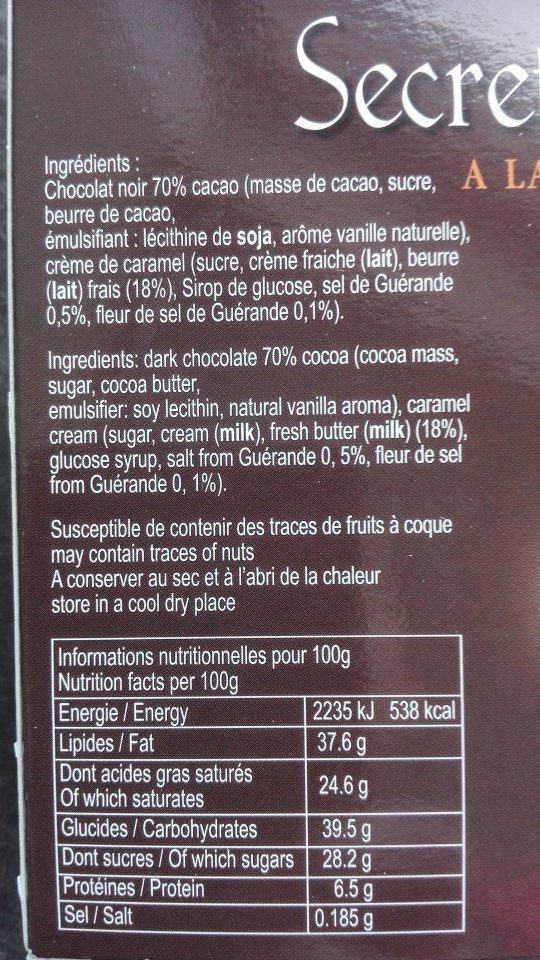 Secre
A LA
Ingrédients :
Chocolat noir 70% cacao (masse de cacao, sucre,
beurre de cacao,
émulsifiant : lécithine de soja, arôme vanille naturelle),
crème de caramel (sucre, crème fraiche (lait), beurre
(lait) frais (18%), Sirop de glucose, sel de Guérande
0,5%, fleur de sel de Guérande 0,1%).
Ingredients: dark chocolate 70% cocoa (cocoa mass,
sugar, cocoa butter,
emulsifier: soy lecithin, natural vanilla aroma), caramel
cream (sugar, cream (milk), fresh butter (milk) (18%),
glucose syrup, salt from Guérande 0, 5%, fleur de sel
from Guérande 0, 1%).
Susceptible de contenir des traces de fruits à coque
may contain traces of nuts
A conserver au sec et à l'abri de la chaleur
store in a cool dry place
Informations nutritionnelles pour 100g
Nutrition facts per 100g
Energie / Energy 2235 kJ 538 kcal
Lipides / Fat 37.6 g
Dont acides gras saturés
Of which saturates 24.6 g
Glucides / Carbohydrates 39.5 g
Dont sucres / Of which sugars 28.2 g
Protéines / Protein 6.5 g
Sel / Salt 0.185 g